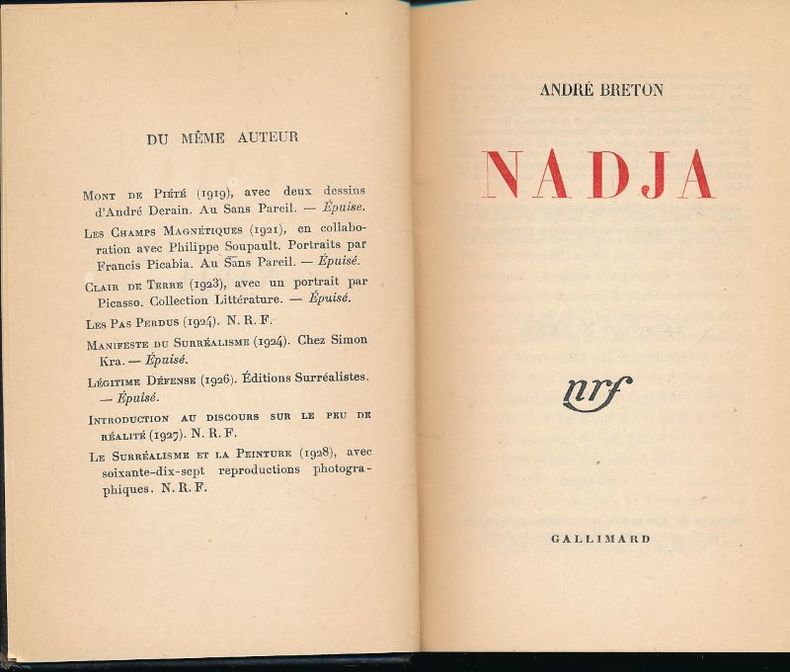 DU MÊME AUTEUR
MONT DE PIÉTÉ (1919), avec deux dessins
d'André Derain. Au Sans Pareil. — Épuise.
LES CHAMPS MAGNÉTIQUES (1921), en collabo-
ration avec Philippe Soupault. Portraits par
Francis Picabia. Au Sans Pareil. — Épuisé.
CLAIR DE TERRE (1923), avec un portrait par
Picasso. Collection Littérature. — Épuisé.
LES PAS PERDUS (1924). N. R. F.
MANIFESTE DU SURRÉALISME (1924). Chez Simon
Kra. — Épuisé.
LÉGITIME DÉFENSE (1926). Éditions Surréalistes.
— Épuisé.
INTRODUCTION AU DISCOURS SUR LE PEU DE
RÉALITÉ (1927). N. R. F.
LE SURRÉALISME ET LA PEINTURE (1928), avec
soixante-dix-sept reproductions photogra-
phiques. N. R. F.
ANDRÉ BRETON
NADJA
nrf
GALLIMARD